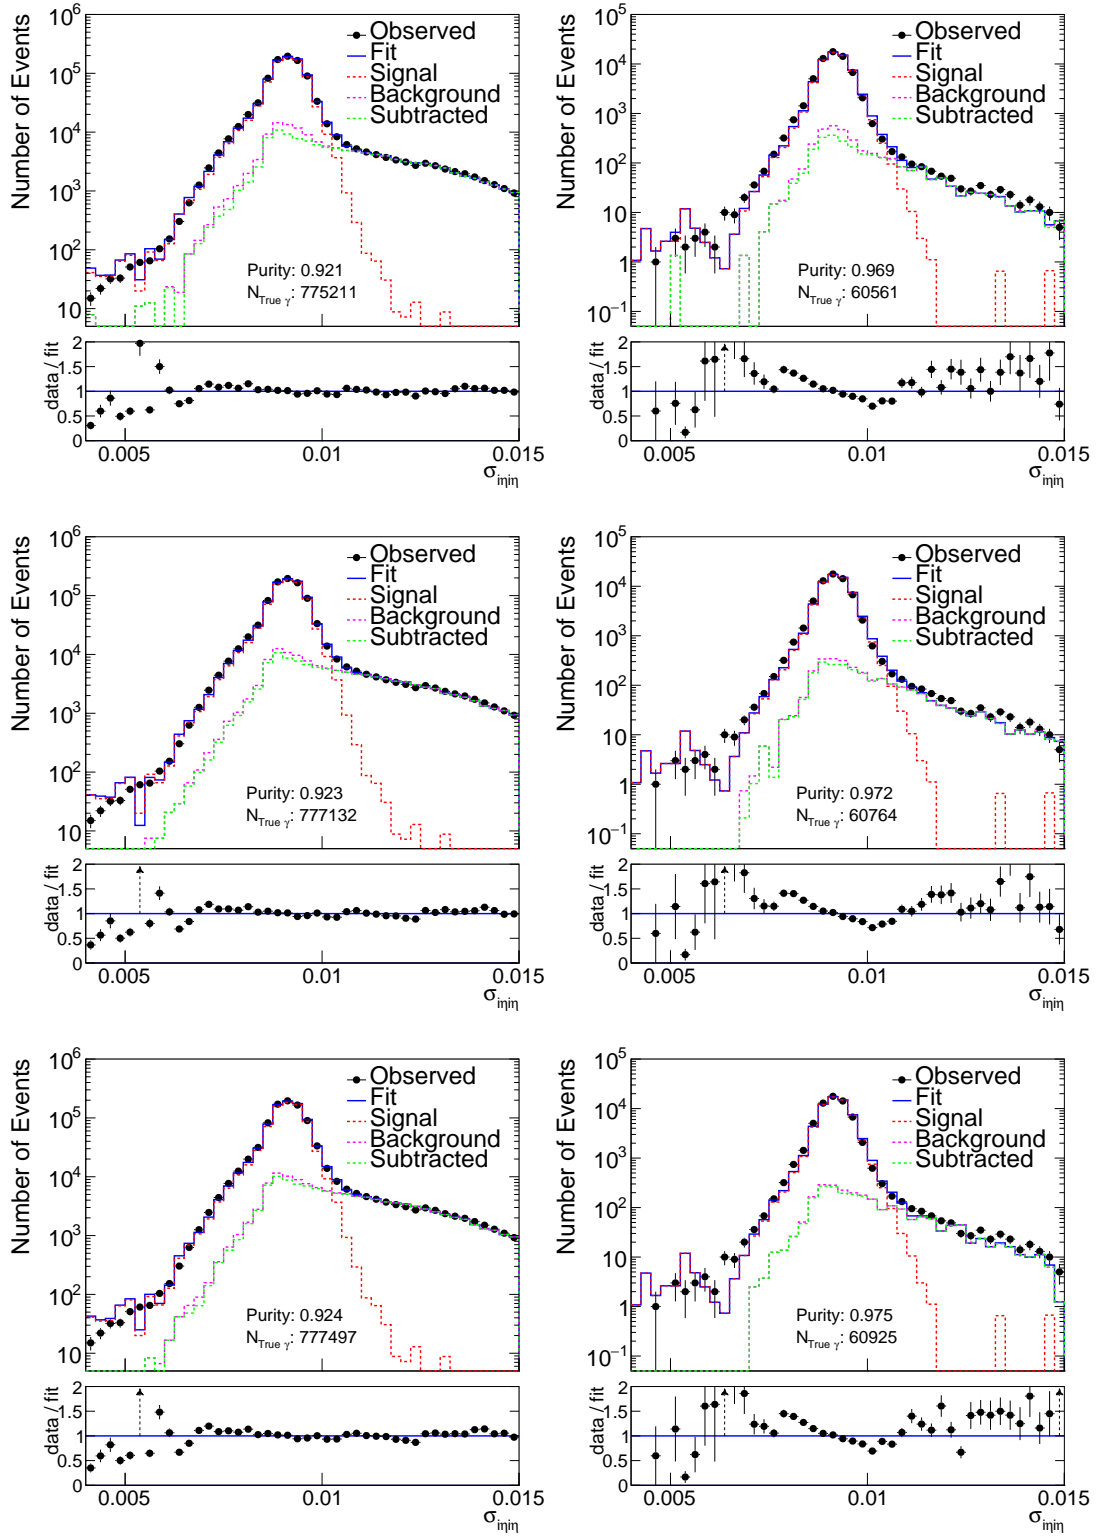 Number of Events
10^6
10^5
10^4
10^3
10^2
10
Observed
Fit
Signal
Background
Subtracted
Purity: 0.921
N_True γ: 775211
data / fit
2
1.5
1
0.5
0
0.005
0.01
0.015
σ_iηiη
Number of Events
10^5
10^4
10^3
10^2
10
1
10^−1
Observed
Fit
Signal
Background
Subtracted
Purity: 0.969
N_True γ: 60561
data / fit
2
1.5
1
0.5
0
0.005
0.01
0.015
σ_iηiη
Number of Events
10^6
10^5
10^4
10^3
10^2
10
Observed
Fit
Signal
Background
Subtracted
Purity: 0.923
N_True γ: 777132
data / fit
2
1.5
1
0.5
0
0.005
0.01
0.015
σ_iηiη
Number of Events
10^5
10^4
10^3
10^2
10
1
10^−1
Observed
Fit
Signal
Background
Subtracted
Purity: 0.972
N_True γ: 60764
data / fit
2
1.5
1
0.5
0
0.005
0.01
0.015
σ_iηiη
Number of Events
10^6
10^5
10^4
10^3
10^2
10
Observed
Fit
Signal
Background
Subtracted
Purity: 0.924
N_True γ: 777497
data / fit
2
1.5
1
0.5
0
0.005
0.01
0.015
σ_iηiη
Number of Events
10^5
10^4
10^3
10^2
10
1
10^−1
Observed
Fit
Signal
Background
Subtracted
Purity: 0.975
N_True γ: 60925
data / fit
2
1.5
1
0.5
0
0.005
0.01
0.015
σ_iηiη